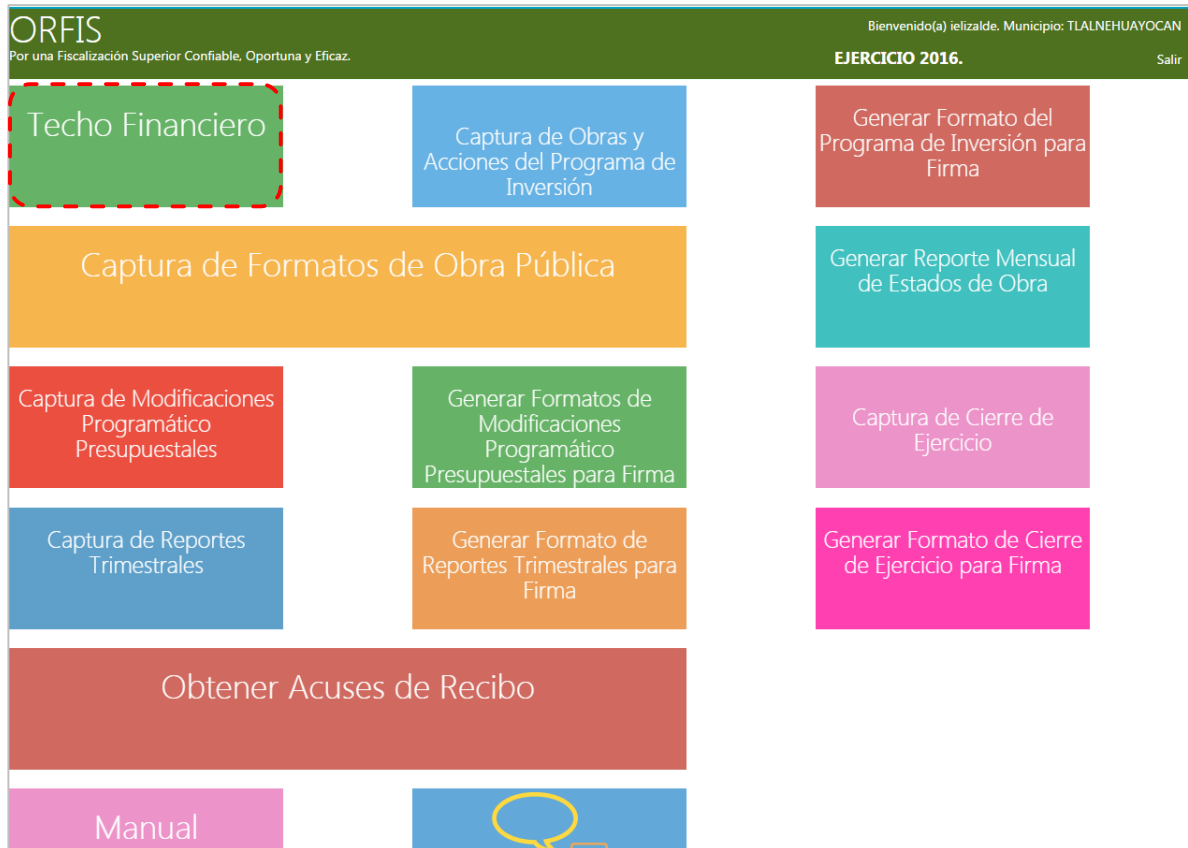 ORFIS
Por una Fiscalización Superior Confiable, Oportuna y Eficaz.
Bienvenido(a) ielizalde. Municipio: TLALNEHUAYOCAN
EJERCICIO 2016.
Salir
Techo Financiero
Captura de Obras y
Acciones del Programa de
Inversión
Generar Formato del
Programa de Inversión para
Firma
Captura de Formatos de Obra Pública
Generar Reporte Mensual
de Estados de Obra
Captura de Modificaciones
Programático
Presupuestales
Generar Formatos de
Modificaciones
Programático
Presupuestales para Firma
Captura de Cierre de
Ejercicio
Captura de Reportes
Trimestrales
Generar Formato de
Reportes Trimestrales para
Firma
Generar Formato de Cierre
de Ejercicio para Firma
Obtener Acuses de Recibo
Manual